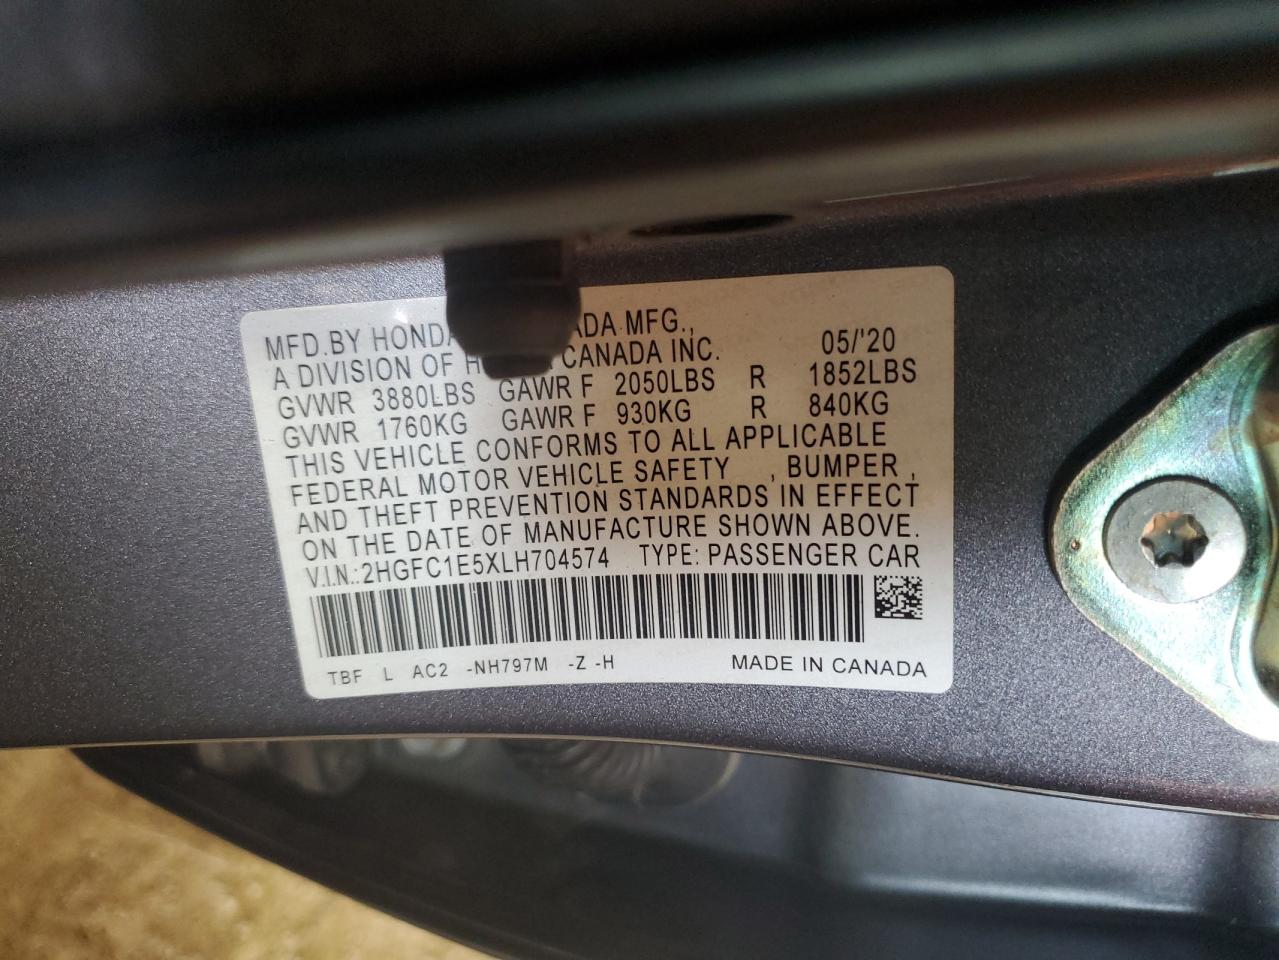 MFD.BY HONDA ADA MFG., 05/'20
A DIVISION OF H CANADA INC.
GVWR 3880LBS GAWR F 2050LBS R 1852LBS
GVWR 1760KG GAWR F 930KG R 840KG
THIS VEHICLE CONFORMS TO ALL APPLICABLE
FEDERAL MOTOR VEHICLE SAFETY , BUMPER ,
AND THEFT PREVENTION STANDARDS IN EFFECT
ON THE DATE OF MANUFACTURE SHOWN ABOVE.
V.I.N.:2HGFC1E5XLH704574 TYPE: PASSENGER CAR
TBF L AC2 -NH797M -Z -H MADE IN CANADA